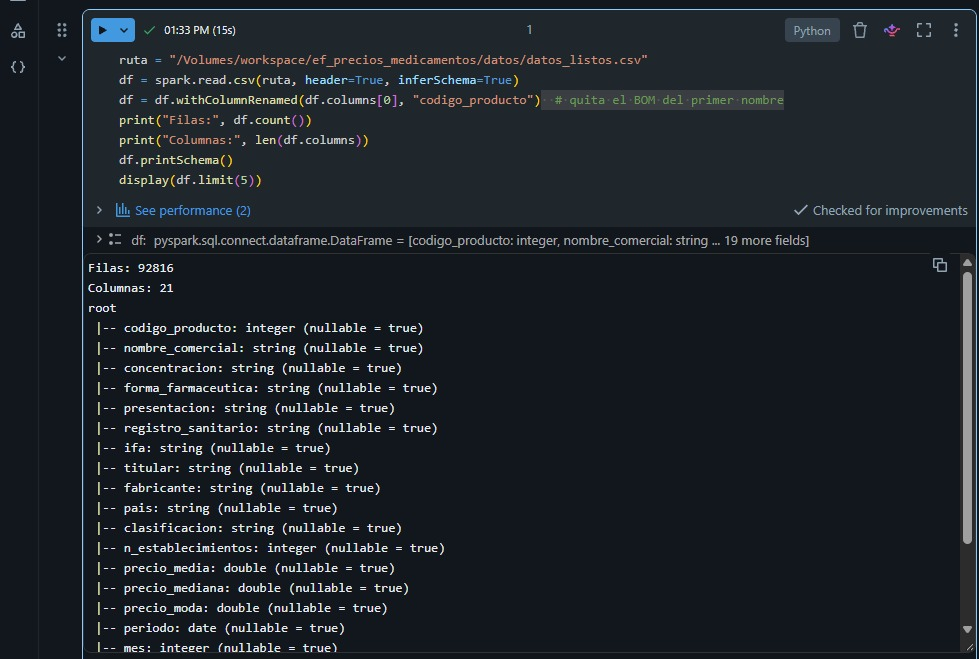 01:33 PM (15s)
1
Python
ruta = "/Volumes/workspace/ef_precios_medicamentos/datos/datos_listos.csv"
df = spark.read.csv(ruta, header=True, inferSchema=True)
df = df.withColumnRenamed(df.columns[0], "codigo_producto")  # quita el BOM del primer nombre
print("Filas:", df.count())
print("Columnas:", len(df.columns))
df.printSchema()
display(df.limit(5))
See performance (2)
Checked for improvements
df: pyspark.sql.connect.dataframe.DataFrame = [codigo_producto: integer, nombre_comercial: string ... 19 more fields]
Filas: 92816
Columnas: 21
root
 |-- codigo_producto: integer (nullable = true)
 |-- nombre_comercial: string (nullable = true)
 |-- concentracion: string (nullable = true)
 |-- forma_farmaceutica: string (nullable = true)
 |-- presentacion: string (nullable = true)
 |-- registro_sanitario: string (nullable = true)
 |-- ifa: string (nullable = true)
 |-- titular: string (nullable = true)
 |-- fabricante: string (nullable = true)
 |-- pais: string (nullable = true)
 |-- clasificacion: string (nullable = true)
 |-- n_establecimientos: integer (nullable = true)
 |-- precio_media: double (nullable = true)
 |-- precio_mediana: double (nullable = true)
 |-- precio_moda: double (nullable = true)
 |-- periodo: date (nullable = true)
 |-- mes: integer (nullable = true)